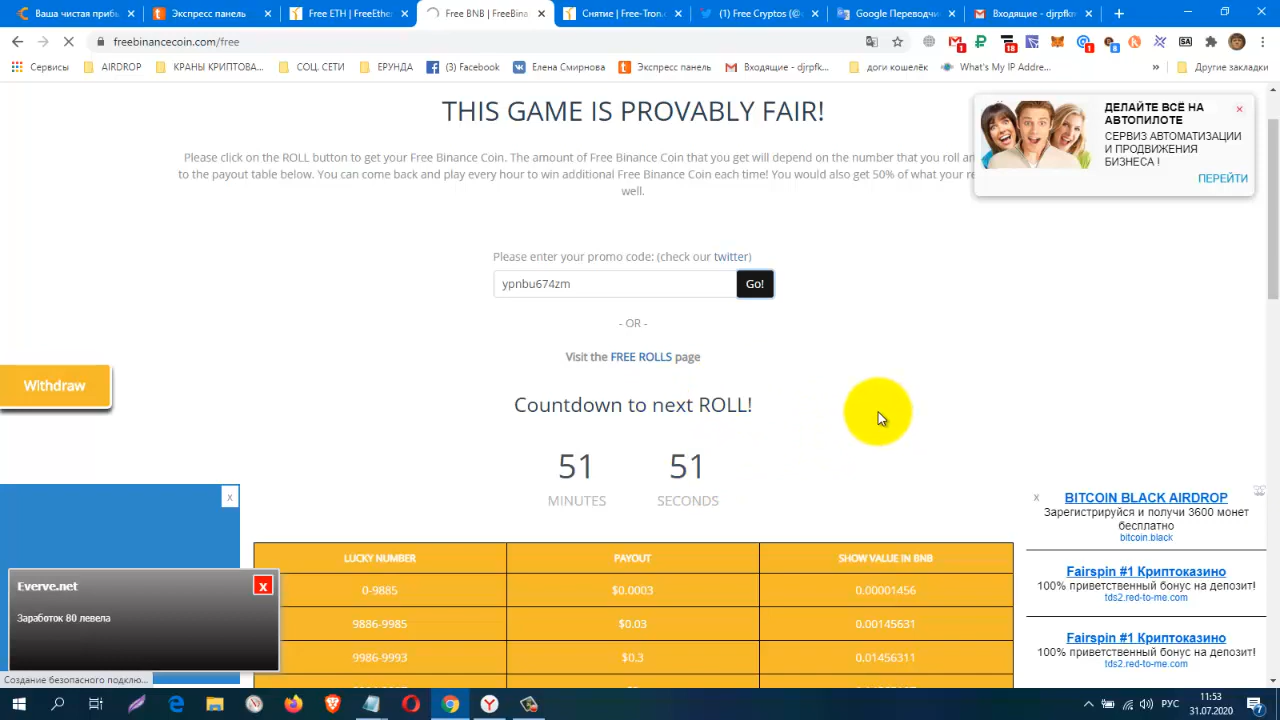 Ваша чистая прибы
Экспресс панель
Free ETH | FreeEther
Free BNB | FreeBina
Снятие | Free-Tron.c
Free Cryptos (@
Google Переводч
Входящие - djrpfkn
freebinancecoin.com/free
1
18
1
8
Сервисы
AIRDROP
КРАНЫ КРИПТОВА...
СОЦ. СЕТИ
ЕРУНДА
(3) Facebook
Елена Смирнова
Экспресс панель
Входящие - djrpfk...
доги кошелёк
What's My IP Addre...
»
Другие закладки
THIS GAME IS PROVABLY FAIR!
Please click on the ROLL button to get your Free Binance Coin. The amount of Free Binance Coin that you get will depend on the number that you roll an
to the payout table below. You can come back and play every hour to win additional Free Binance Coin each time! You would also get 50% of what your re
well.
ДЕЛАЙТЕ ВСЁ НА
АВТОПИЛОТЕ
СЕРВИС АВТОМАТИЗАЦИИ
И ПРОДВИЖЕНИЯ
БИЗНЕСА !
ПЕРЕЙТИ
Please enter your promo code: (check our twitter)
ypnbu674zm
Go!
- OR -
Visit the FREE ROLLS page
Withdraw
Countdown to next ROLL!
51 51
MINUTES SECONDS
x
Everve.net
x
Заработок 80 левела
LUCKY NUMBER PAYOUT SHOW VALUE IN BNB
0-9885 $0.0003 0.00001456
9886-9985 $0.03 0.00145631
9986-9993 $0.3 0.01456311
x
BITCOIN BLACK AIRDROP
Зарегистрируйся и получи 3600 монет
бесплатно
bitcoin.black
Fairspin #1 Криптоказино
100% приветственный бонус на депозит!
tds2.red-to-me.com
Fairspin #1 Криптоказино
100% приветственный бонус на депозит!
tds2.red-to-me.com
Создание безопасного подклю...
РУС
11:53
31.07.2020